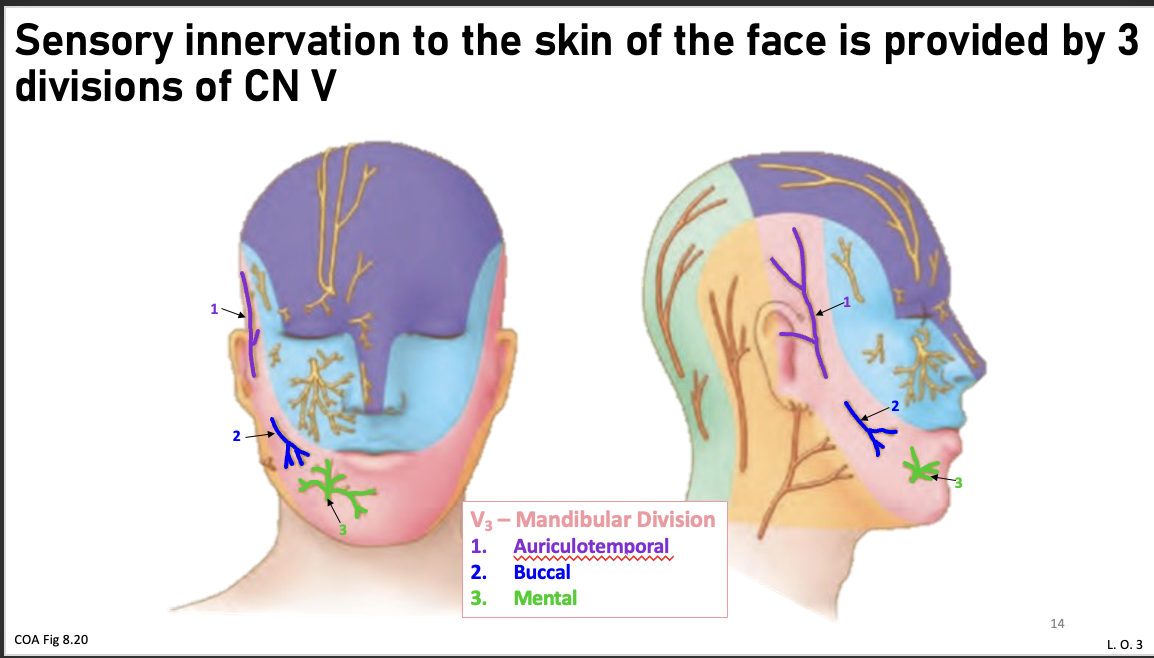 Sensory innervation to the skin of the face is provided by 3
divisions of CN V
1
2
3
1
2
3
V₃ – Mandibular Division
1. Auriculotemporal
2. Buccal
3. Mental
14
COA Fig 8.20
L. O. 3